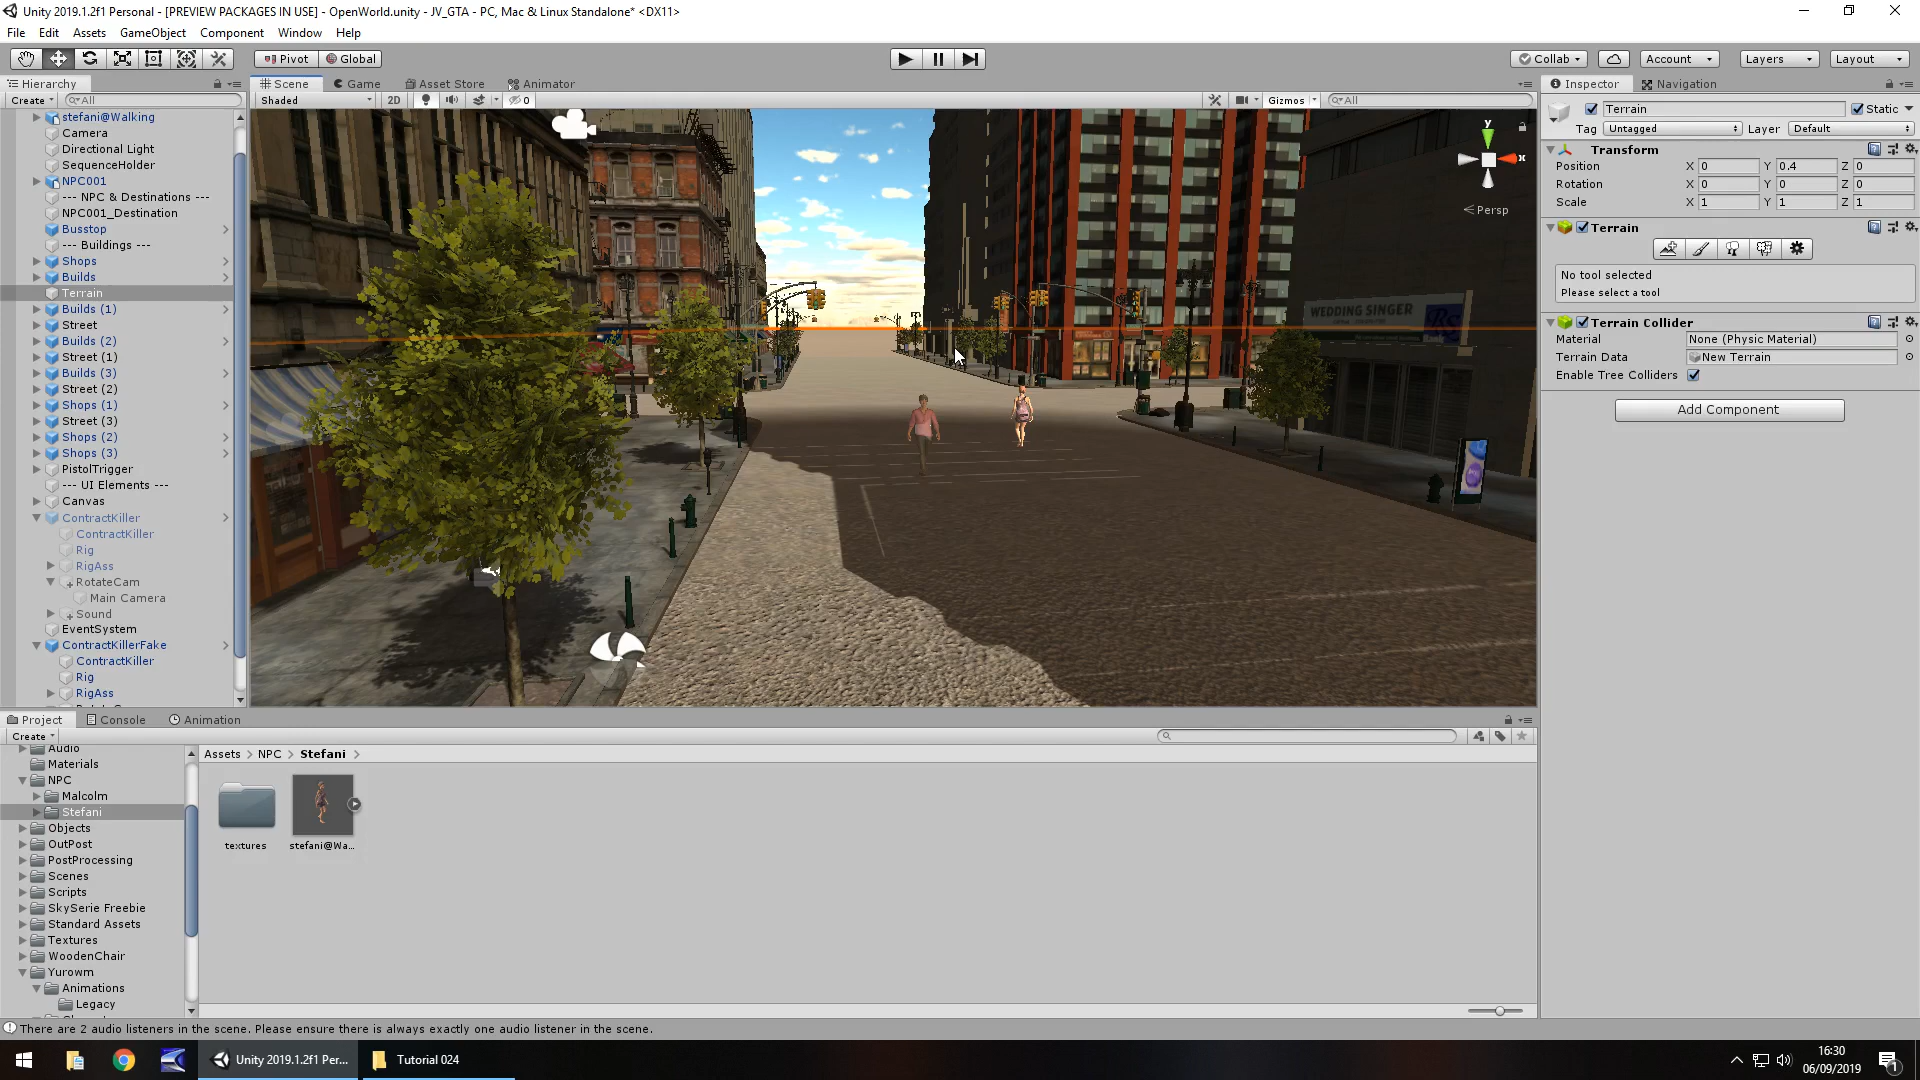 Unity 2019.1.2f1 Personal - [PREVIEW PACKAGES IN USE] - OpenWorld.unity - JV_GTA - PC, Mac & Linux Standalone* <DX11>
File Edit Assets GameObject Component Window Help
Pivot Global Collab Account Layers Layout
Hierarchy Scene Game Asset Store Animator Inspector Navigation
Create All Shaded 2D 0 Gizmos All
stefani@Walking
Camera
Directional Light
SequenceHolder
NPC001
--- NPC & Destinations ---
NPC001_Destination
Busstop
--- Buildings ---
Shops
Builds
Terrain
Builds (1)
Street
Builds (2)
Street (1)
Builds (3)
Street (2)
Shops (1)
Street (3)
Shops (2)
Shops (3)
PistolTrigger
--- UI Elements ---
Canvas
ContractKiller
ContractKiller
Rig
RigAss
RotateCam
Main Camera
Sound
EventSystem
ContractKillerFake
ContractKiller
Rig
RigAss
y
x
Persp
WEDDING SINGER
Terrain Static
Tag Untagged Layer Default
Transform
Position X 0 Y 0.4 Z 0
Rotation X 0 Y 0 Z 0
Scale X 1 Y 1 Z 1
Terrain
No tool selected
Please select a tool
Terrain Collider
Material None (Physic Material)
Terrain Data New Terrain
Enable Tree Colliders
Add Component
Project Console Animation
Create
Audio
Materials
NPC
Malcolm
Stefani
Objects
OutPost
PostProcessing
Scenes
Scripts
SkySerie Freebie
Standard Assets
Textures
WoodenChair
Yurowm
Animations
Legacy
Assets > NPC > Stefani >
textures stefani@Wa...
There are 2 audio listeners in the scene. Please ensure there is always exactly one audio listener in the scene.
Unity 2019.1.2f1 Per... Tutorial 024
16:30
06/09/2019
1